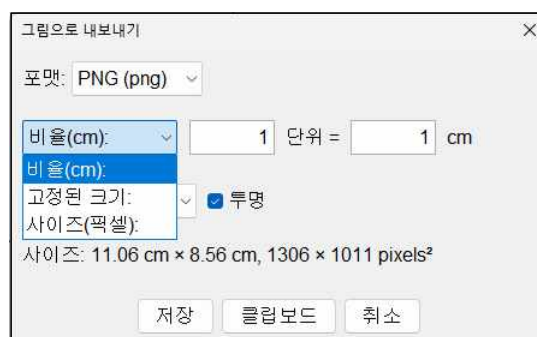 그림으로 내보내기
포맷: PNG (png)
비율(cm): 1 단위 = 1 cm
비율(cm):
고정된 크기:
사이즈(픽셀):
투명
사이즈: 11.06 cm × 8.56 cm, 1306 × 1011 pixels²
저장 클립보드 취소